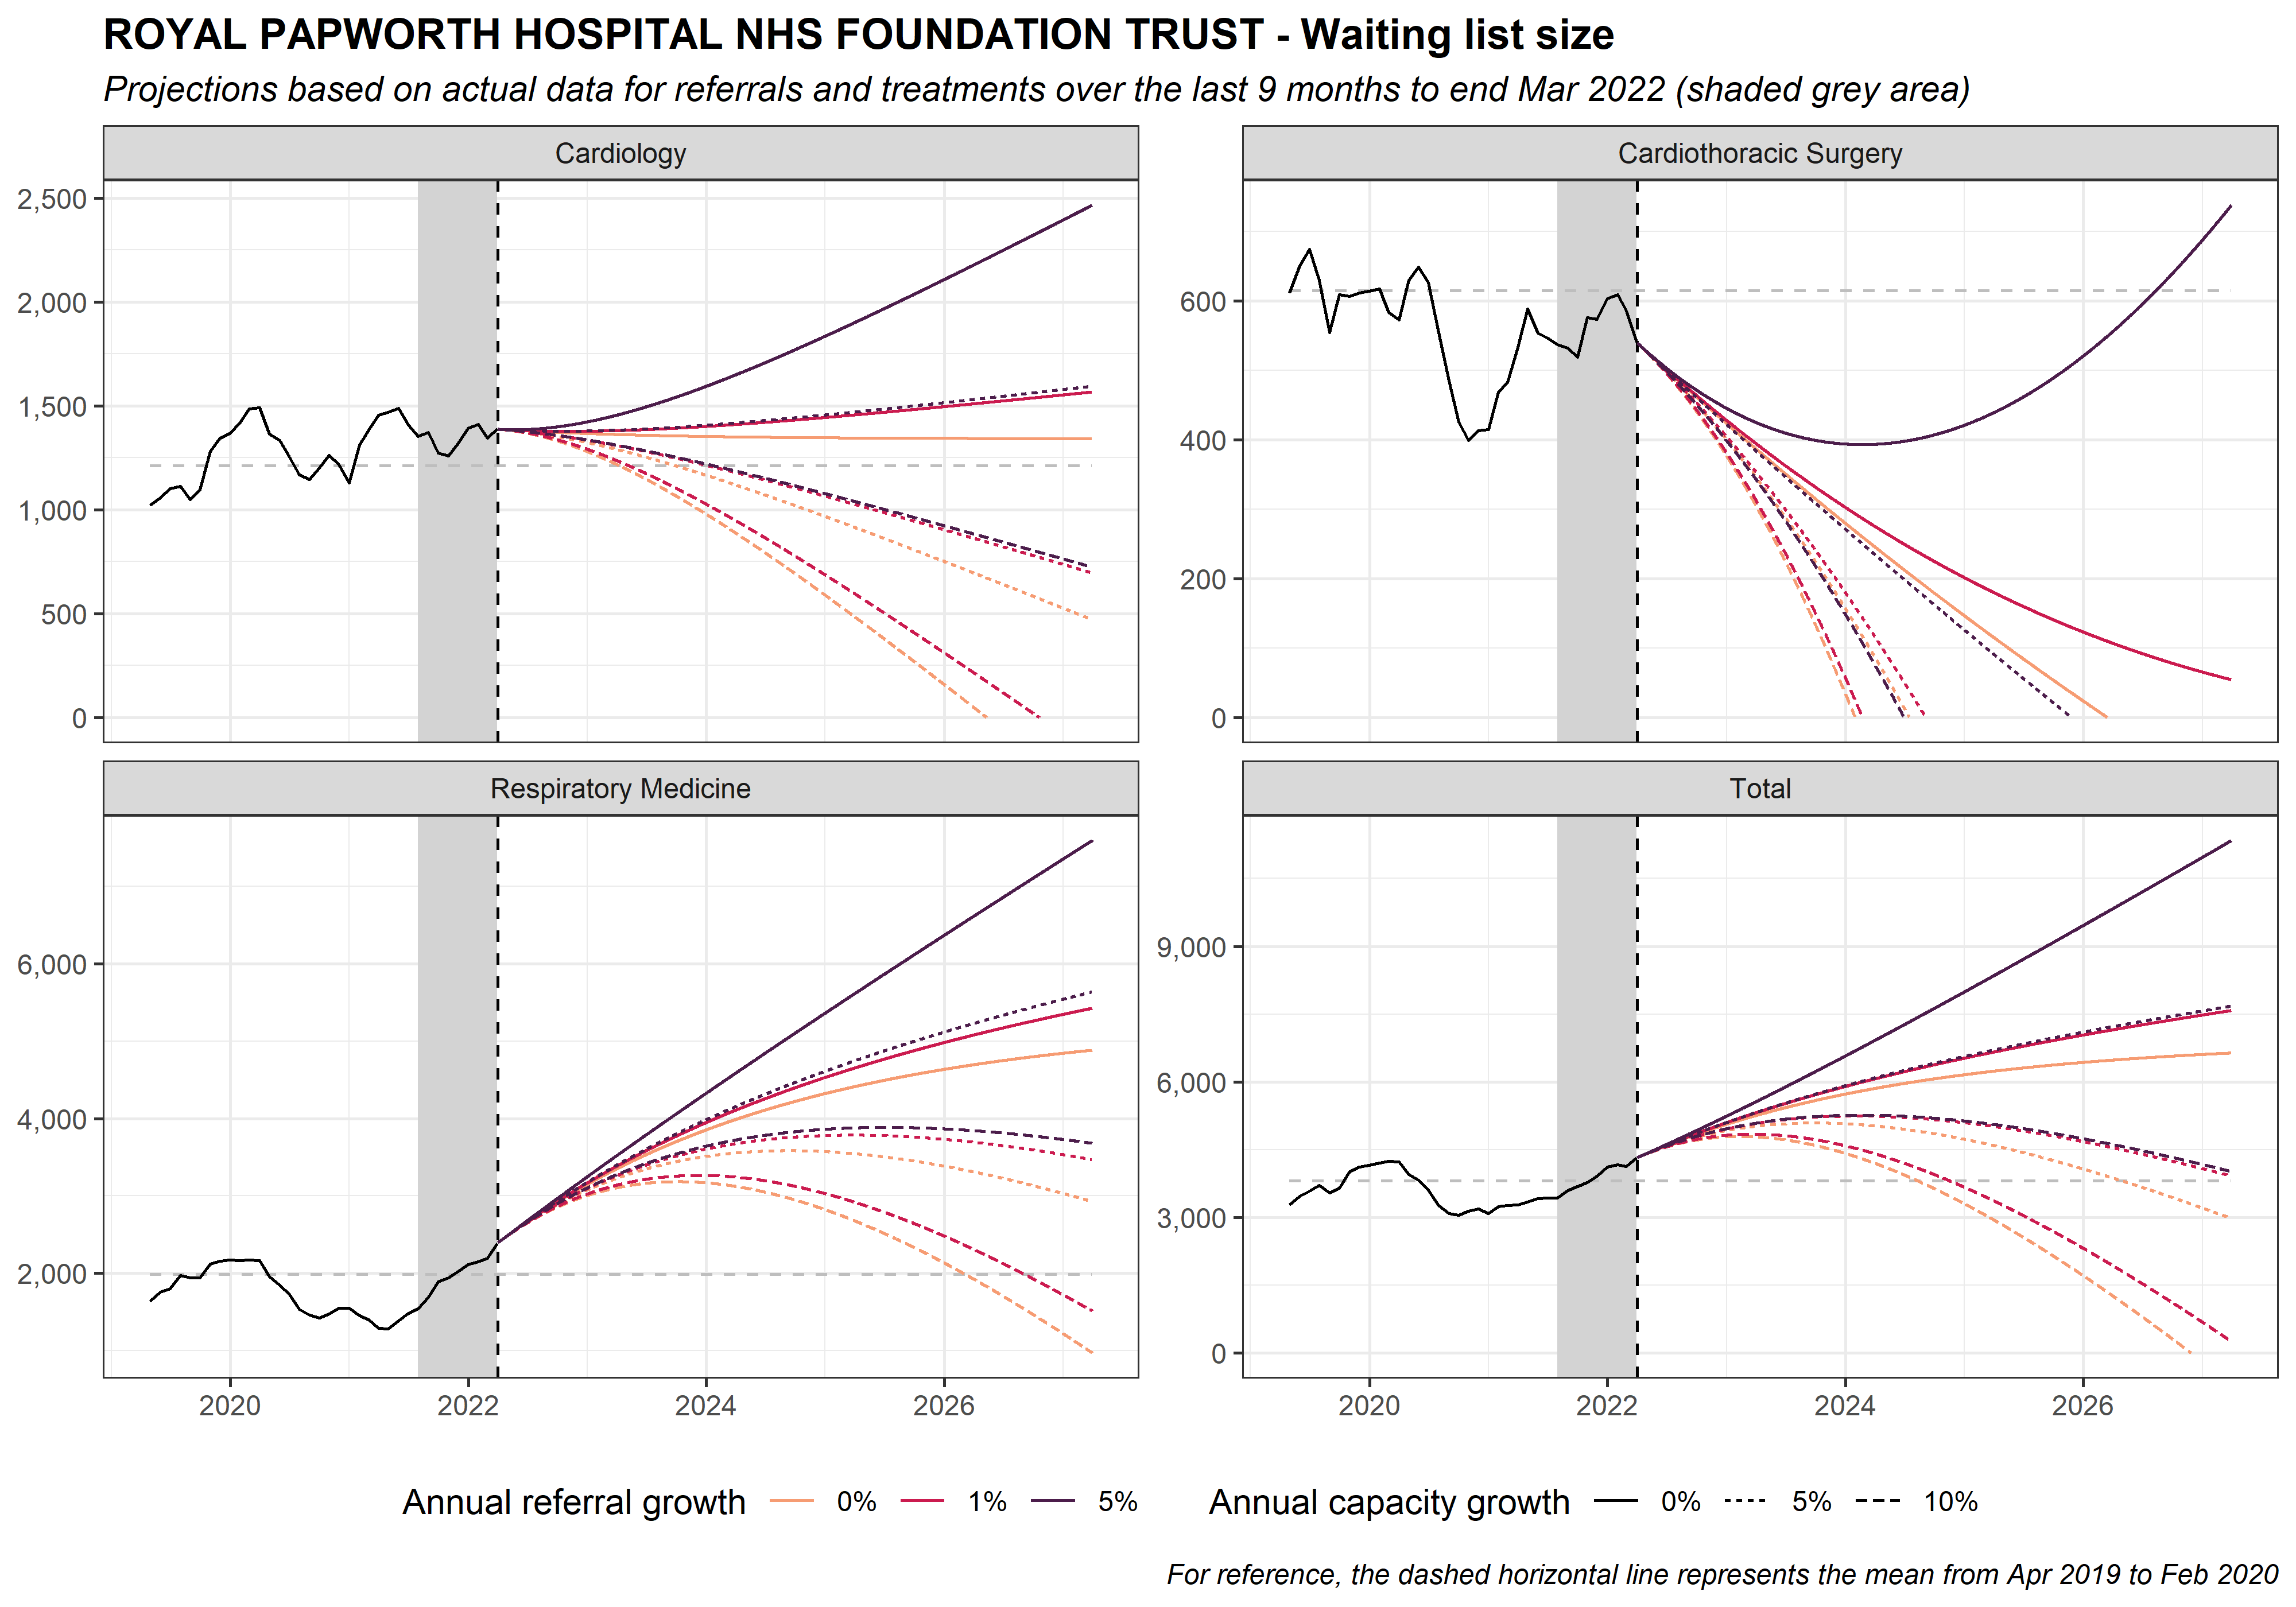 ROYAL PAPWORTH HOSPITAL NHS FOUNDATION TRUST - Waiting list size
Projections based on actual data for referrals and treatments over the last 9 months to end Mar 2022 (shaded grey area)
Cardiology
2,500
2,000
1,500
1,000
500
0
Cardiothoracic Surgery
600
400
200
0
Respiratory Medicine
6,000
4,000
2,000
2020 2022 2024 2026
Total
9,000
6,000
3,000
0
2020 2022 2024 2026
Annual referral growth 0% 1% 5%
Annual capacity growth 0% 5% 10%
For reference, the dashed horizontal line represents the mean from Apr 2019 to Feb 2020